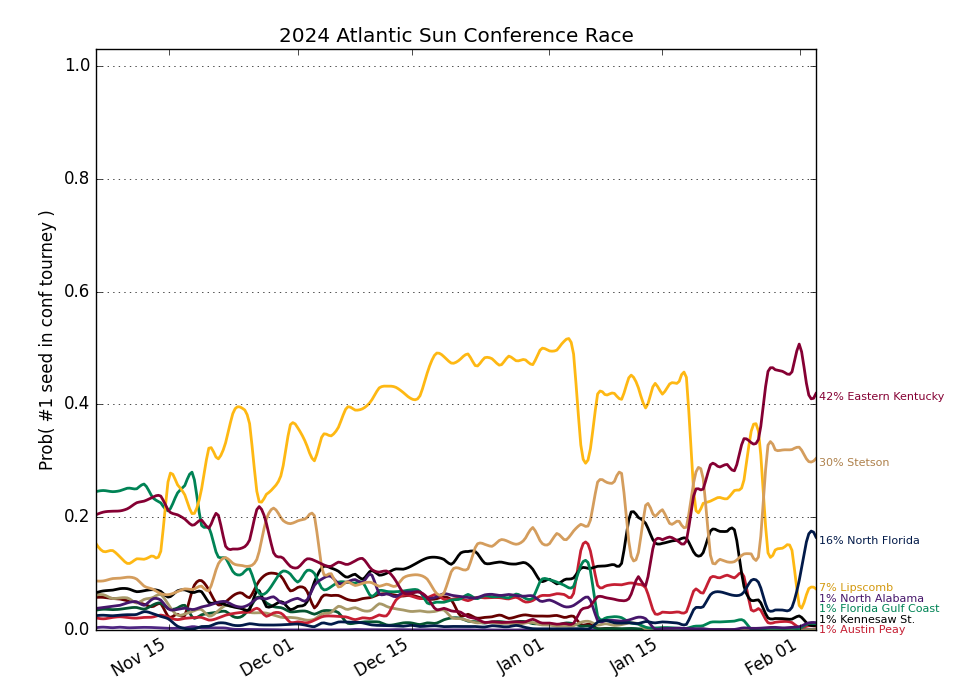 2024 Atlantic Sun Conference Race
Prob( #1 seed in conf tourney )
1.0
0.8
0.6
0.4
0.2
0.0
Nov 15
Dec 01
Dec 15
Jan 01
Jan 15
Feb 01
42% Eastern Kentucky
30% Stetson
16% North Florida
7% Lipscomb
1% North Alabama
1% Florida Gulf Coast
1% Kennesaw St.
1% Austin Peay